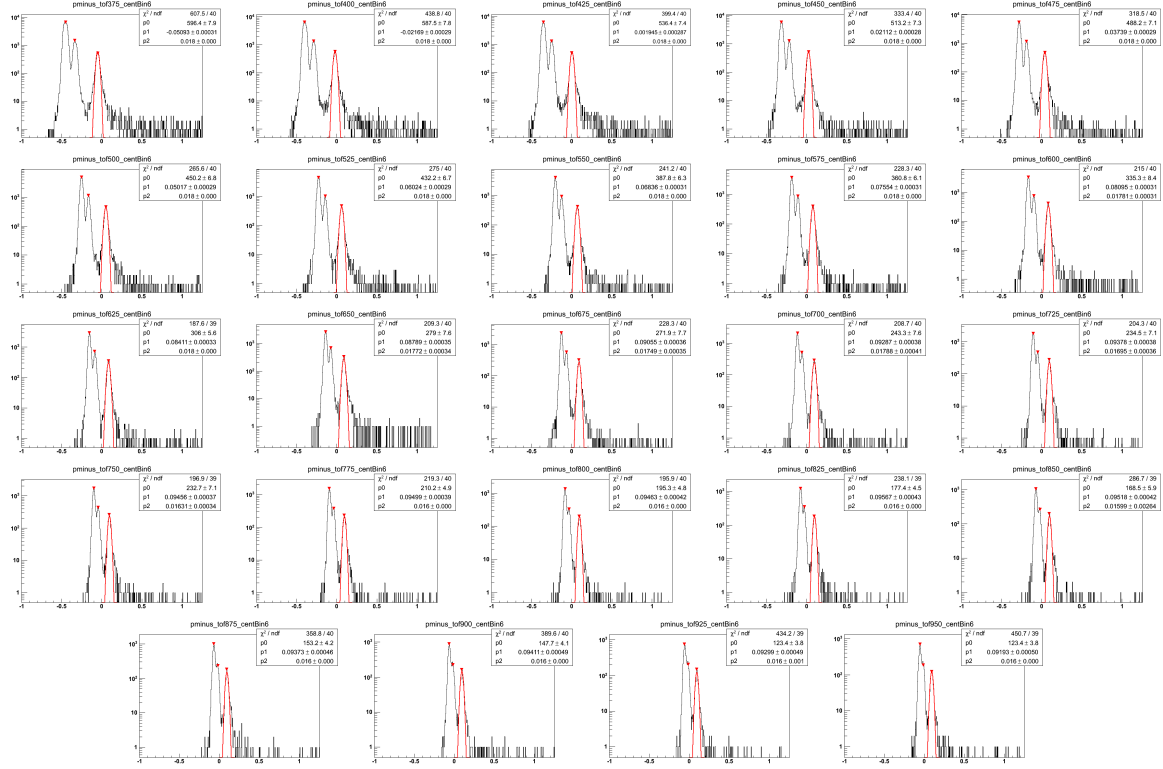 pminus_tof375_centBin6
χ² / ndf 607.5 / 40
p0 596.4 ± 7.9
p1 -0.05093 ± 0.00031
p2 0.018 ± 0.000
pminus_tof400_centBin6
χ² / ndf 438.8 / 40
p0 587.5 ± 7.8
p1 -0.02169 ± 0.00029
p2 0.018 ± 0.000
pminus_tof425_centBin6
χ² / ndf 399.4 / 40
p0 536.4 ± 7.4
p1 0.001945 ± 0.000287
p2 0.018 ± 0.000
pminus_tof450_centBin6
χ² / ndf 333.4 / 40
p0 513.2 ± 7.3
p1 0.02112 ± 0.00028
p2 0.018 ± 0.000
pminus_tof475_centBin6
χ² / ndf 318.5 / 40
p0 488.2 ± 7.1
p1 0.03739 ± 0.00029
p2 0.018 ± 0.000
pminus_tof500_centBin6
χ² / ndf 265.6 / 40
p0 450.2 ± 6.8
p1 0.05017 ± 0.00029
p2 0.018 ± 0.000
pminus_tof525_centBin6
χ² / ndf 275 / 40
p0 432.2 ± 6.7
p1 0.06024 ± 0.00029
p2 0.018 ± 0.000
pminus_tof550_centBin6
χ² / ndf 241.2 / 40
p0 387.8 ± 6.3
p1 0.06836 ± 0.00031
p2 0.018 ± 0.000
pminus_tof575_centBin6
χ² / ndf 228.3 / 40
p0 360.8 ± 6.1
p1 0.07554 ± 0.00031
p2 0.018 ± 0.000
pminus_tof600_centBin6
χ² / ndf 215 / 40
p0 335.3 ± 8.4
p1 0.08095 ± 0.00031
p2 0.01781 ± 0.00031
pminus_tof625_centBin6
χ² / ndf 187.6 / 39
p0 306 ± 5.6
p1 0.08411 ± 0.00033
p2 0.018 ± 0.000
pminus_tof650_centBin6
χ² / ndf 209.3 / 40
p0 279 ± 7.6
p1 0.08789 ± 0.00035
p2 0.01772 ± 0.00034
pminus_tof675_centBin6
χ² / ndf 228.3 / 40
p0 271.9 ± 7.7
p1 0.09055 ± 0.00036
p2 0.01749 ± 0.00035
pminus_tof700_centBin6
χ² / ndf 208.7 / 40
p0 243.3 ± 7.6
p1 0.09287 ± 0.00038
p2 0.01788 ± 0.00041
pminus_tof725_centBin6
χ² / ndf 204.3 / 40
p0 234.5 ± 7.1
p1 0.09378 ± 0.00038
p2 0.01695 ± 0.00036
pminus_tof750_centBin6
χ² / ndf 196.9 / 39
p0 232.7 ± 7.1
p1 0.09456 ± 0.00037
p2 0.01631 ± 0.00034
pminus_tof775_centBin6
χ² / ndf 219.3 / 40
p0 210.2 ± 4.9
p1 0.09499 ± 0.00039
p2 0.016 ± 0.000
pminus_tof800_centBin6
χ² / ndf 195.9 / 40
p0 195.3 ± 4.8
p1 0.09463 ± 0.00042
p2 0.016 ± 0.000
pminus_tof825_centBin6
χ² / ndf 238.1 / 39
p0 177.4 ± 4.5
p1 0.09567 ± 0.00043
p2 0.016 ± 0.000
pminus_tof850_centBin6
χ² / ndf 286.7 / 39
p0 168.5 ± 5.9
p1 0.09518 ± 0.00042
p2 0.01599 ± 0.00264
pminus_tof875_centBin6
χ² / ndf 358.8 / 40
p0 153.2 ± 4.2
p1 0.09373 ± 0.00046
p2 0.016 ± 0.000
pminus_tof900_centBin6
χ² / ndf 389.6 / 40
p0 147.7 ± 4.1
p1 0.09411 ± 0.00049
p2 0.016 ± 0.000
pminus_tof925_centBin6
χ² / ndf 434.2 / 39
p0 123.4 ± 3.8
p1 0.09299 ± 0.00049
p2 0.016 ± 0.001
pminus_tof950_centBin6
χ² / ndf 450.7 / 39
p0 123.4 ± 3.8
p1 0.09193 ± 0.00050
p2 0.016 ± 0.000